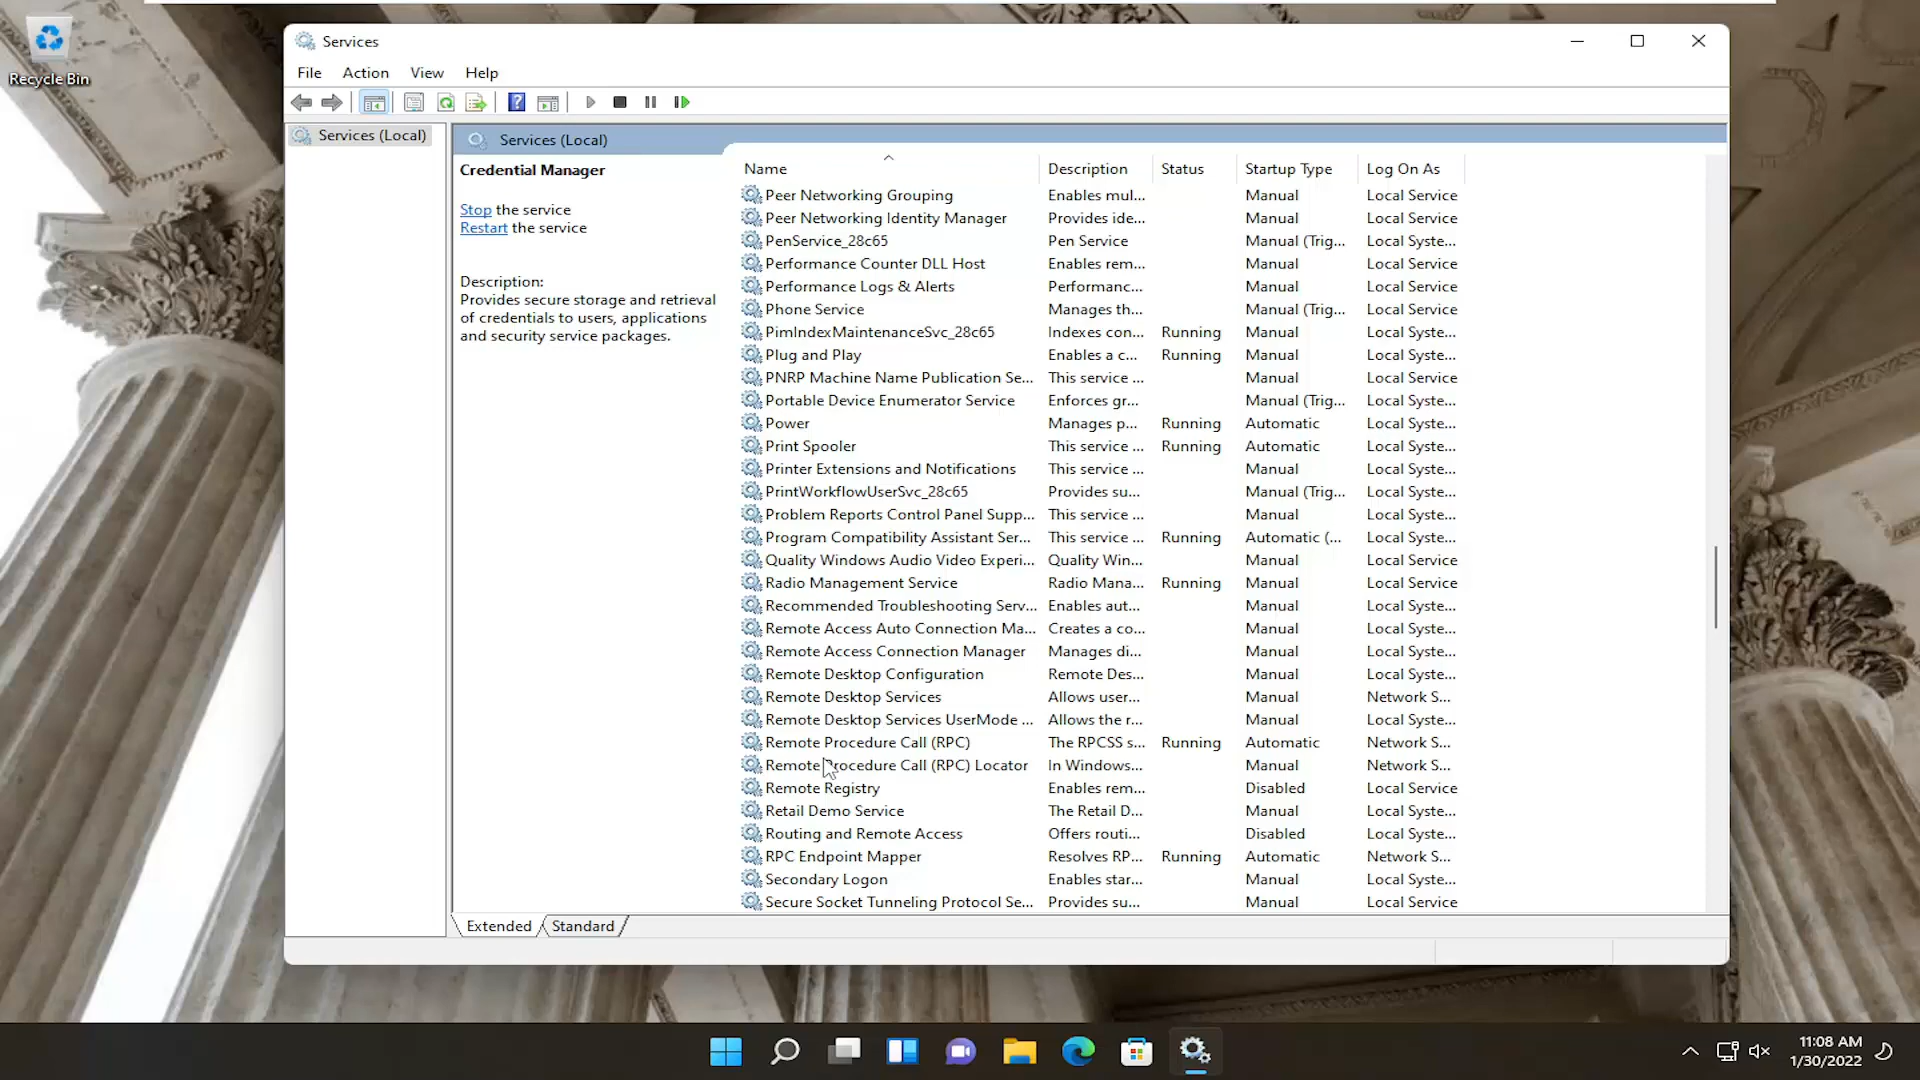 Recycle Bin
Services
File Action View Help
Services (Local)
Services (Local)
Credential Manager
Stop the service
Restart the service
Description:
Provides secure storage and retrieval
of credentials to users, applications
and security service packages.
Name Description Status Startup Type Log On As
Peer Networking Grouping Enables mul... Manual Local Service
Peer Networking Identity Manager Provides ide... Manual Local Service
PenService_28c65 Pen Service Manual (Trig... Local Syste...
Performance Counter DLL Host Enables rem... Manual Local Service
Performance Logs & Alerts Performanc... Manual Local Service
Phone Service Manages th... Manual (Trig... Local Service
PimIndexMaintenanceSvc_28c65 Indexes con... Running Manual Local Syste...
Plug and Play Enables a c... Running Manual Local Syste...
PNRP Machine Name Publication Se... This service ... Manual Local Service
Portable Device Enumerator Service Enforces gr... Manual (Trig... Local Syste...
Power Manages p... Running Automatic Local Syste...
Print Spooler This service ... Running Automatic Local Syste...
Printer Extensions and Notifications This service ... Manual Local Syste...
PrintWorkflowUserSvc_28c65 Provides su... Manual (Trig... Local Syste...
Problem Reports Control Panel Supp... This service ... Manual Local Syste...
Program Compatibility Assistant Ser... This service ... Running Automatic (... Local Syste...
Quality Windows Audio Video Experi... Quality Win... Manual Local Service
Radio Management Service Radio Mana... Running Manual Local Service
Recommended Troubleshooting Serv... Enables aut... Manual Local Syste...
Remote Access Auto Connection Ma... Creates a co... Manual Local Syste...
Remote Access Connection Manager Manages di... Manual Local Syste...
Remote Desktop Configuration Remote Des... Manual Local Syste...
Remote Desktop Services Allows user... Manual Network S...
Remote Desktop Services UserMode ... Allows the r... Manual Local Syste...
Remote Procedure Call (RPC) The RPCSS s... Running Automatic Network S...
Remote Procedure Call (RPC) Locator In Windows... Manual Network S...
Remote Registry Enables rem... Disabled Local Service
Retail Demo Service The Retail D... Manual Local Syste...
Routing and Remote Access Offers routi... Disabled Local Syste...
RPC Endpoint Mapper Resolves RP... Running Automatic Network S...
Secondary Logon Enables star... Manual Local Syste...
Secure Socket Tunneling Protocol Se... Provides su... Manual Local Service
Extended Standard
11:08 AM
1/30/2022